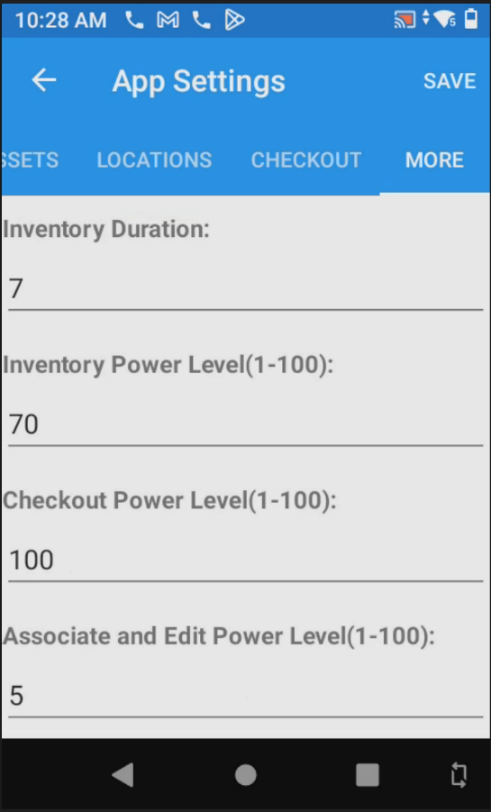 10:28 AM
App Settings
SAVE
SSETS LOCATIONS CHECKOUT MORE
Inventory Duration:
7
Inventory Power Level(1-100):
70
Checkout Power Level(1-100):
100
Associate and Edit Power Level(1-100):
5